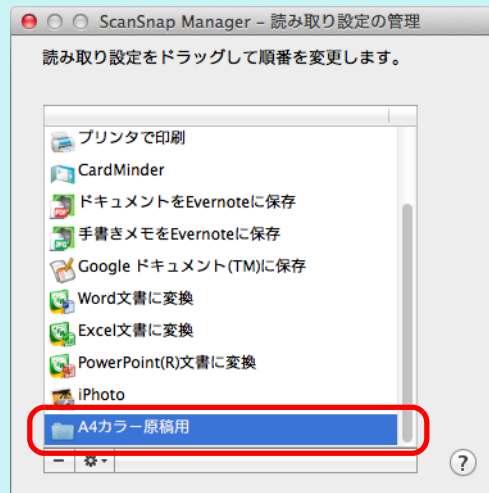 ScanSnap Manager – 読み取り設定の管理
読み取り設定をドラッグして順番を変更します。
プリンタで印刷
CardMinder
ドキュメントをEvernoteに保存
手書きメモをEvernoteに保存
Google ドキュメント(TM)に保存
Word文書に変換
Excel文書に変換
PowerPoint(R)文書に変換
iPhoto
A4カラー原稿用
?